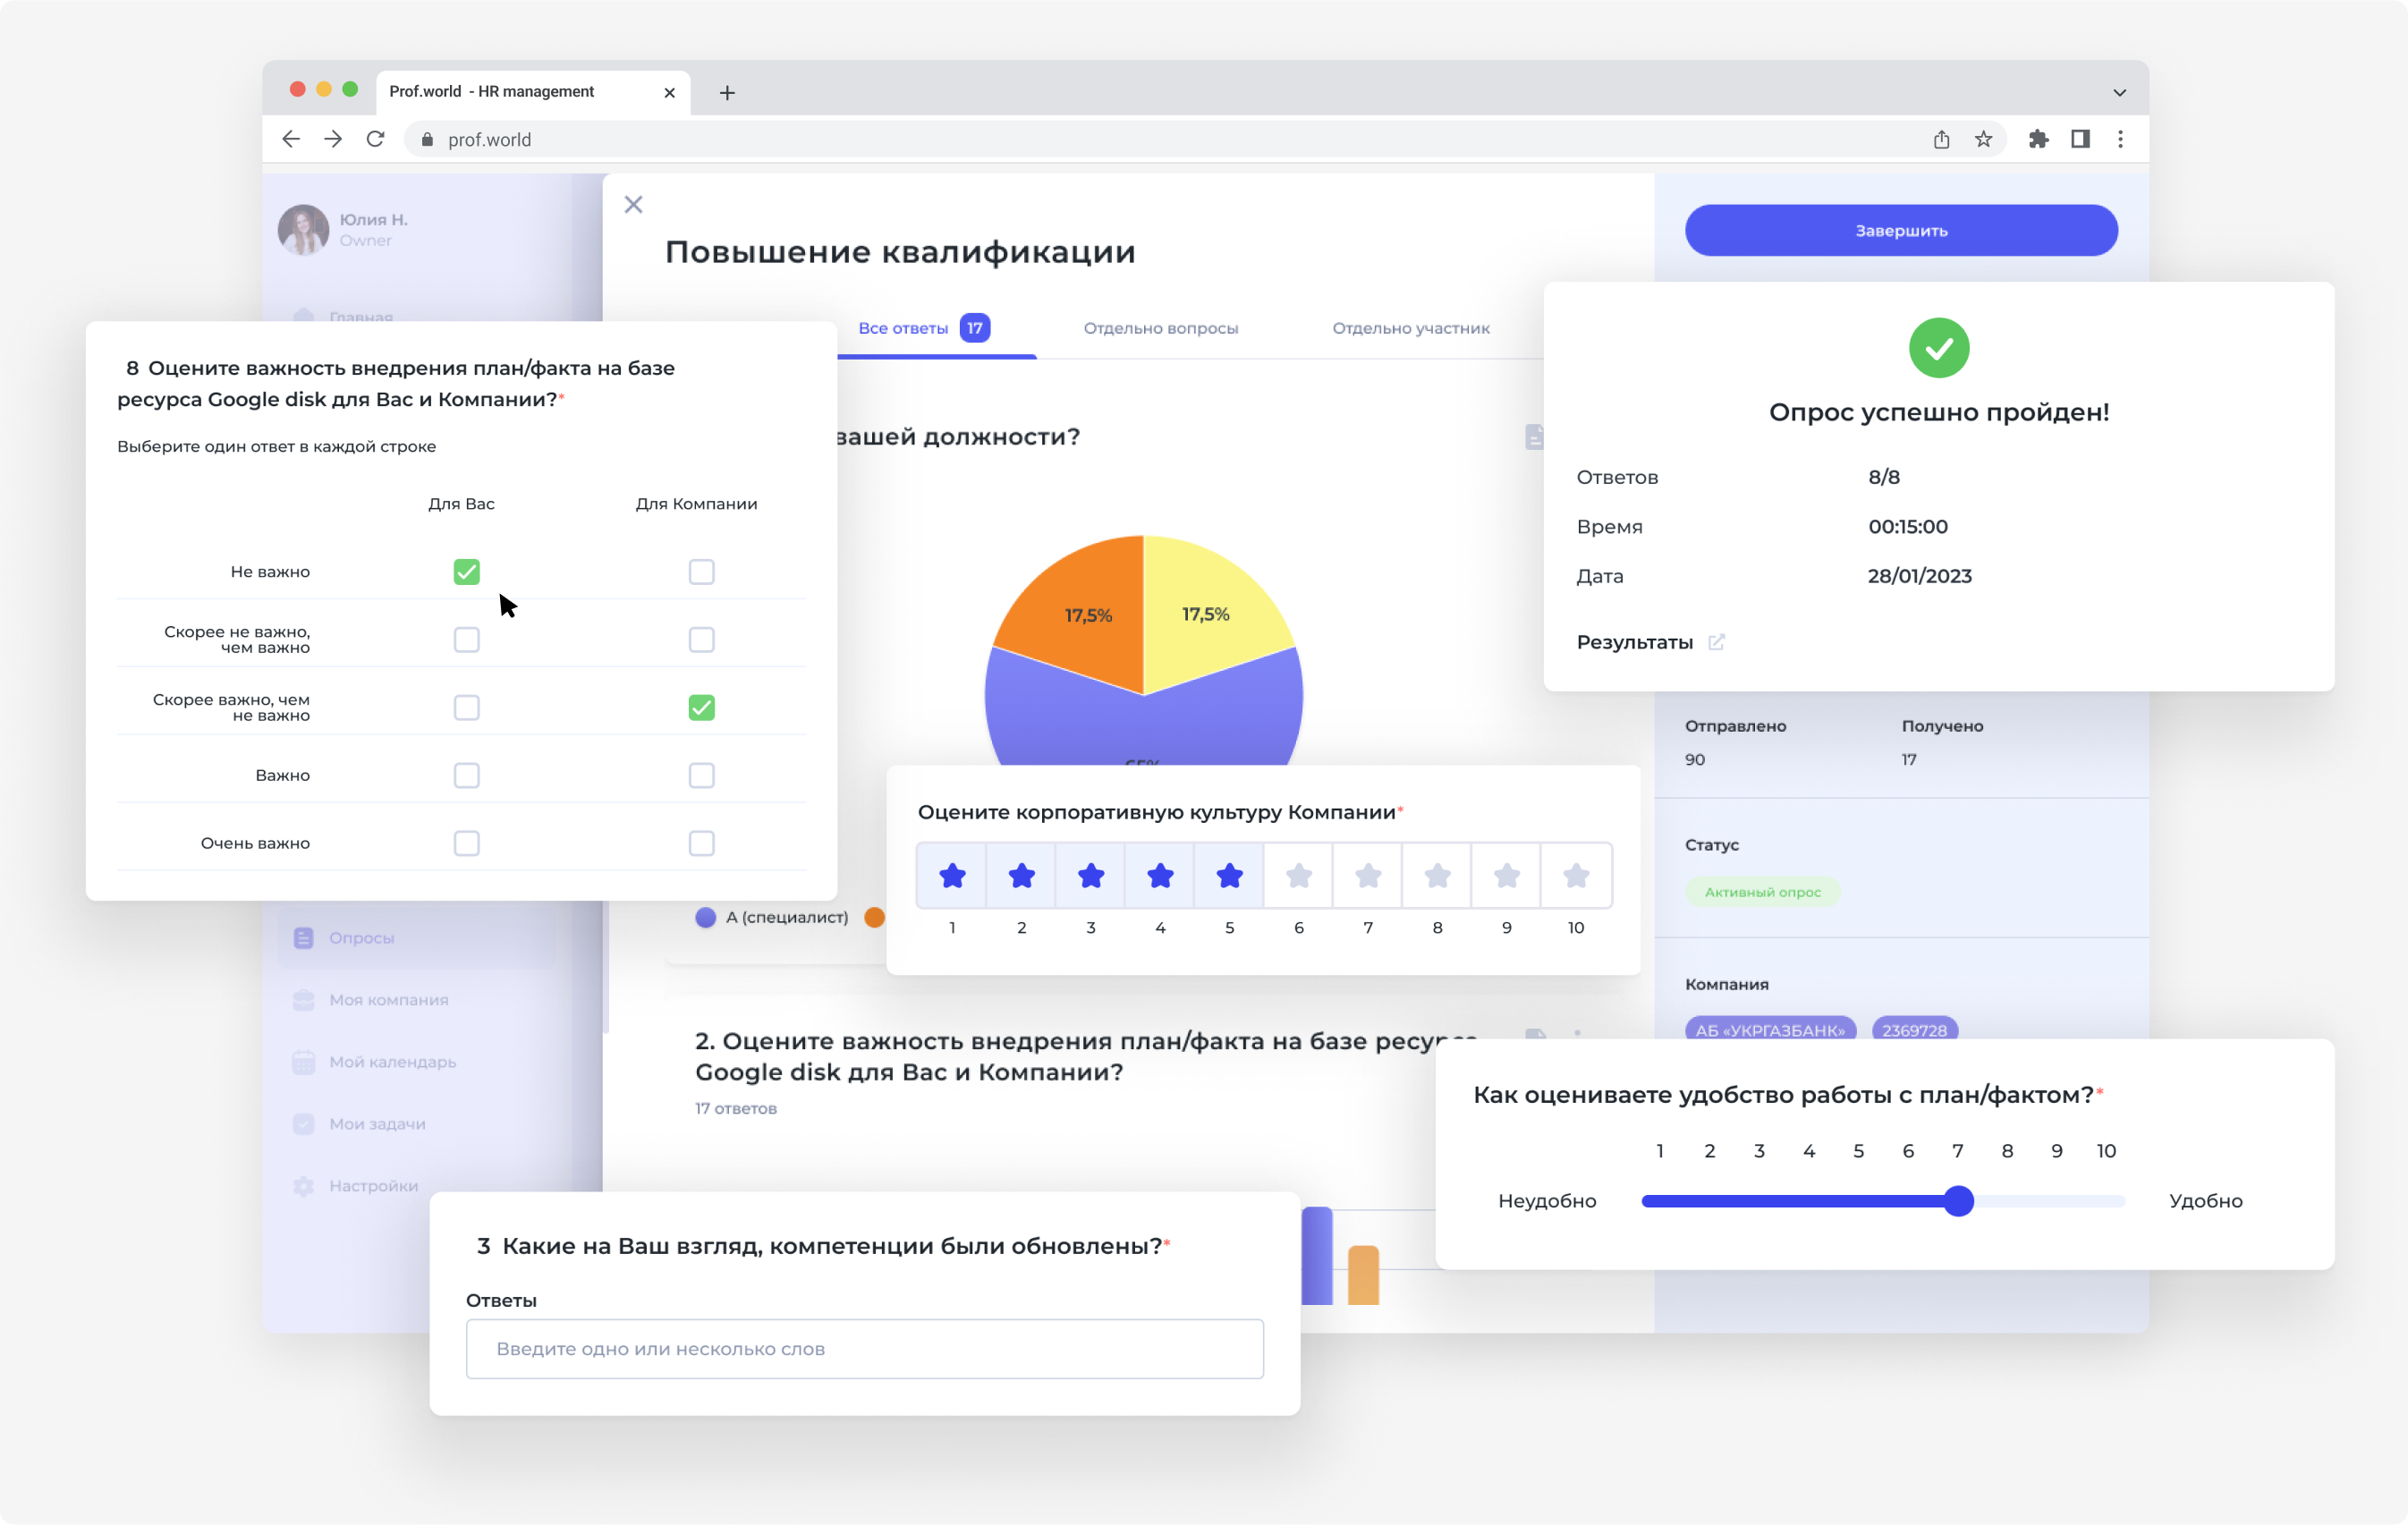 Prof.world - HR management
prof.world
Юлия Н.
Owner
Главная
Опросы
Моя компания
Мой календарь
Мои задачи
Настройки
Повышение квалификации
Все ответы 17
Отдельно вопросы
Отдельно участник
вашей должности?
17,5%
17,5%
65%
А (специалист)
2. Оцените важность внедрения план/факта на базе ресурса
Google disk для Вас и Компании?
17 ответов
Завершить
Отправлено
Получено
90
17
Статус
Активный опрос
Компания
АБ «УКРГАЗБАНК»
2369728
8 Оцените важность внедрения план/факта на базе
ресурса Google disk для Вас и Компании?*
Выберите один ответ в каждой строке
Для Вас
Для Компании
Не важно
Скорее не важно,
чем важно
Скорее важно, чем
не важно
Важно
Очень важно
Опрос успешно пройден!
Ответов 8/8
Время 00:15:00
Дата 28/01/2023
Результаты
Оцените корпоративную культуру Компании*
1 2 3 4 5 6 7 8 9 10
Как оцениваете удобство работы с план/фактом?*
1 2 3 4 5 6 7 8 9 10
Неудобно
Удобно
3 Какие на Ваш взгляд, компетенции были обновлены?*
Ответы
Введите одно или несколько слов